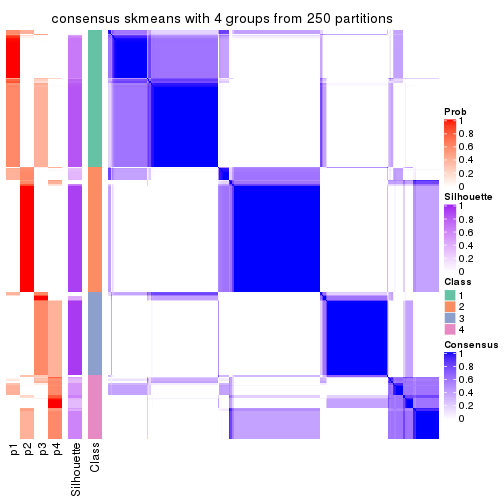 consensus skmeans with 4 groups from 250 partitions
Prob
1
0.8
0.6
0.4
0.2
0
Silhouette
1
0.8
0.6
0.4
0.2
0
Class
1
2
3
4
Consensus
1
0.8
0.6
0.4
0.2
0
p1
p2
p3
p4
Silhouette
Class